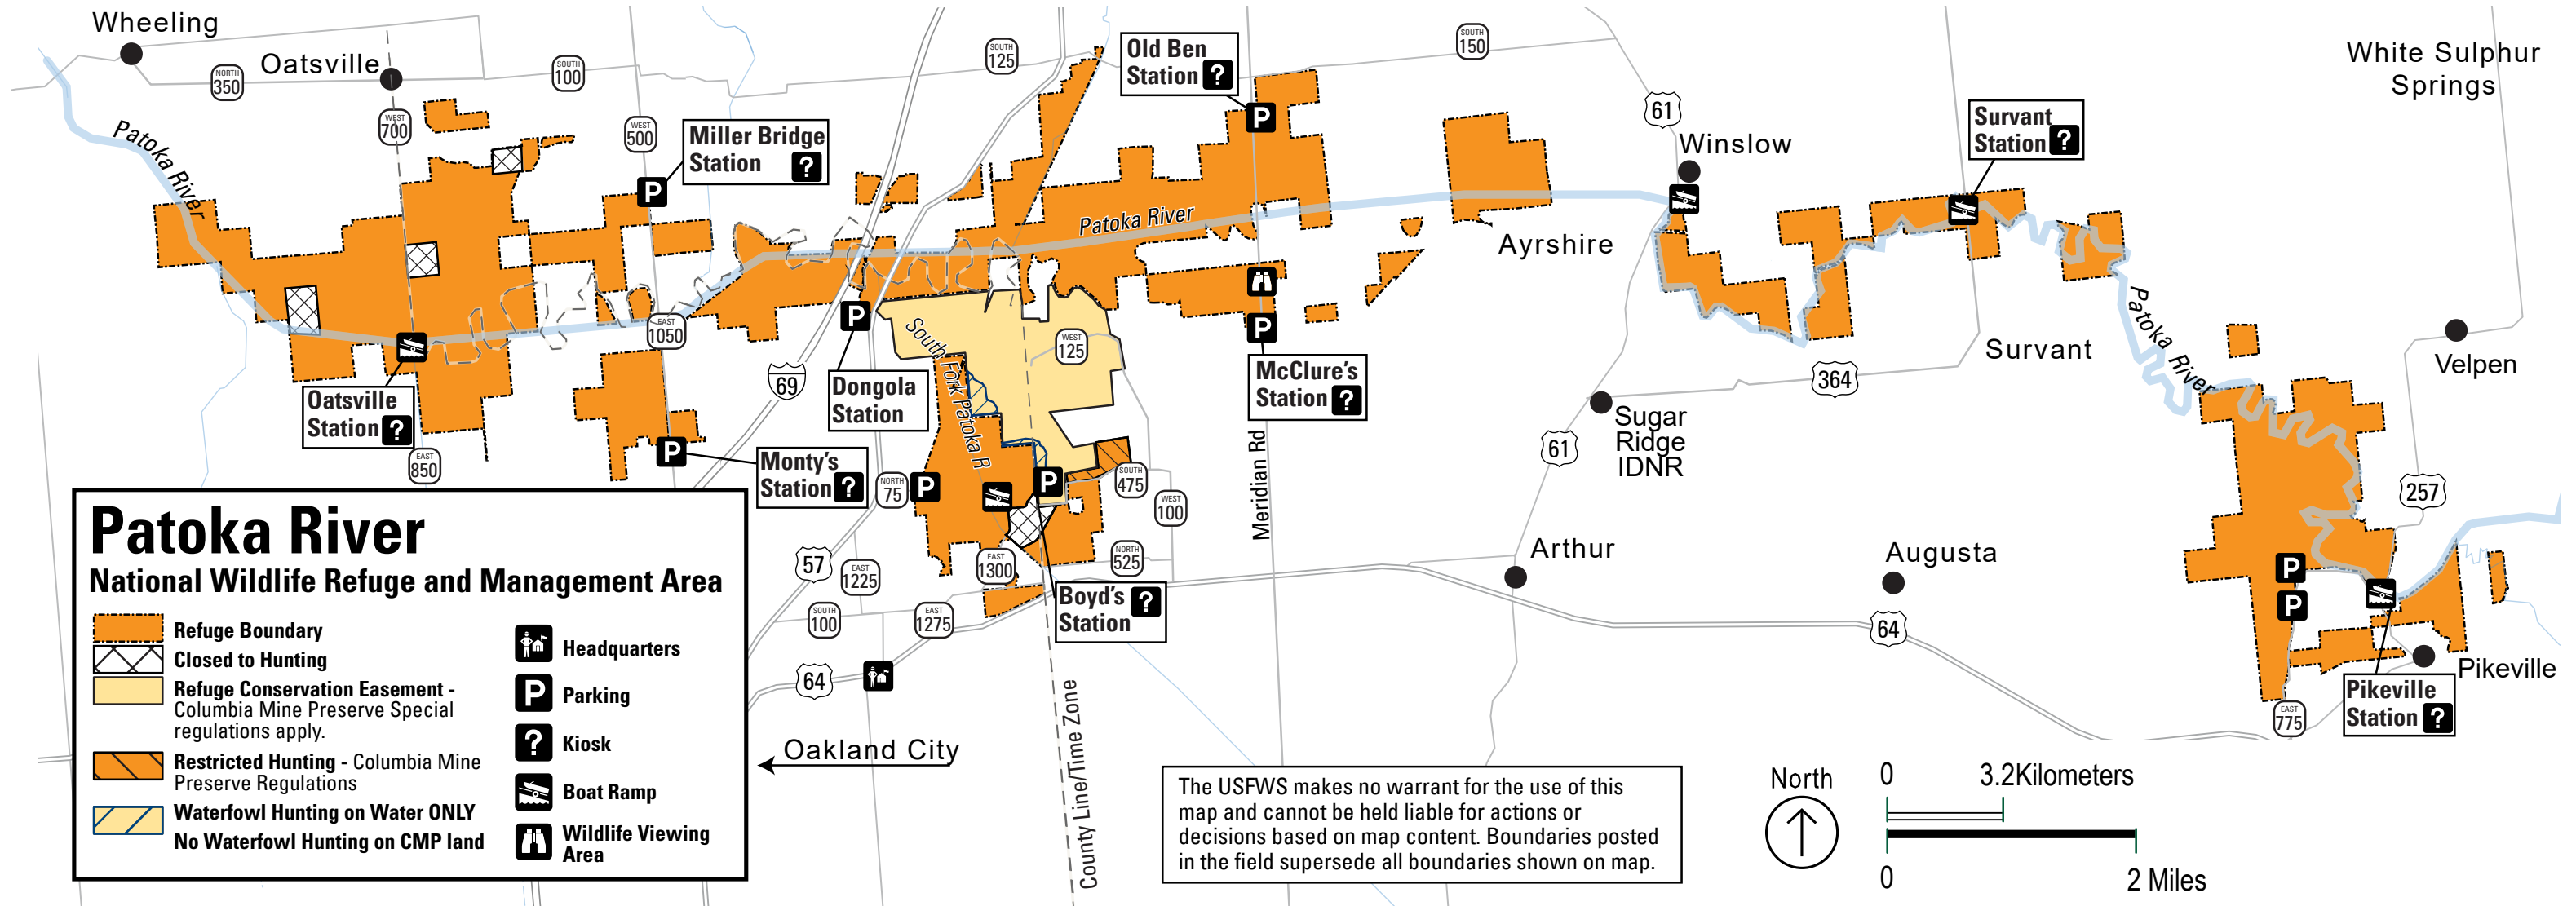 Wheeling
Oatsville
NORTH
350
SOUTH
100
WEST
700
WEST
500
Miller Bridge
Station ?
P
SOUTH
125
Old Ben
Station ?
P
SOUTH
150
61
Winslow
Survant
Station ?
White Sulphur
Springs
Patoka River
Patoka River
Ayrshire
Patoka River
EAST
1050
69
P
Dongola
Station
South Fork Patoka R
WEST
125
P
McClure's
Station ?
Survant
364
Velpen
Oatsville
Station ?
EAST
850
P
Monty's
Station ?
NORTH
75
P
P
SOUTH
475
WEST
100
Meridian Rd
61
Sugar
Ridge
IDNR
257
57
EAST
1225
EAST
1300
NORTH
525
Arthur
Augusta
P
P
SOUTH
100
EAST
1275
Boyd's ?
Station
64
64
Pikeville
Pikeville
Station ?
EAST
775
Oakland City
County Line/Time Zone
Patoka River
National Wildlife Refuge and Management Area
Refuge Boundary
Closed to Hunting
Refuge Conservation Easement -
Columbia Mine Preserve Special
regulations apply.
Restricted Hunting - Columbia Mine
Preserve Regulations
Waterfowl Hunting on Water ONLY
No Waterfowl Hunting on CMP land
Headquarters
P Parking
? Kiosk
Boat Ramp
Wildlife Viewing
Area
The USFWS makes no warrant for the use of this
map and cannot be held liable for actions or
decisions based on map content. Boundaries posted
in the field supersede all boundaries shown on map.
North
0 3.2Kilometers
0 2 Miles